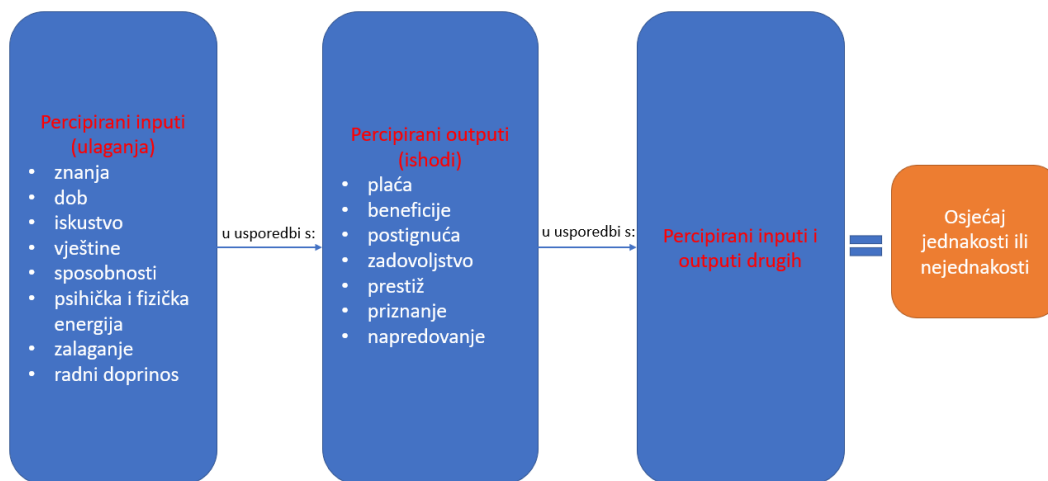 Percipirani inputi
(ulaganja)
• znanja
• dob
• iskustvo
• vještine
• sposobnosti
• psihička i fizička
energija
• zalaganje
• radni doprinos
u usporedbi s:
Percipirani outputi
(ishodi)
• plaća
• beneficije
• postignuća
• zadovoljstvo
• prestiž
• priznanje
• napredovanje
u usporedbi s:
Percipirani inputi i
outputi drugih
Osjećaj
jednakosti ili
nejednakosti